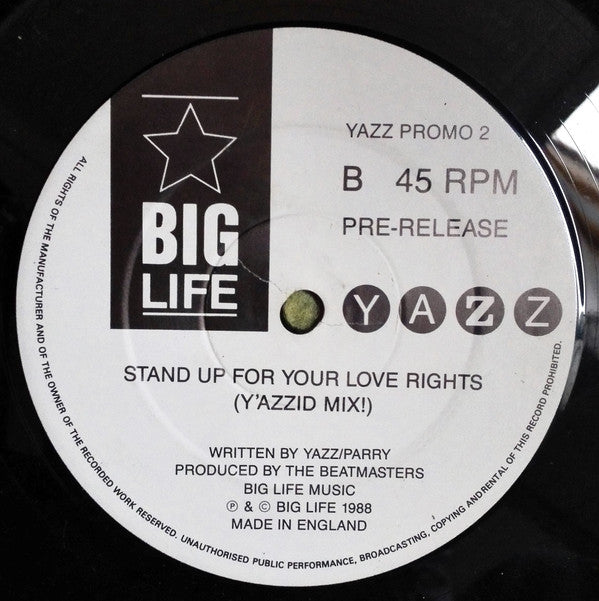 BIG
LIFE
YAZZ PROMO 2
B 45 RPM
PRE-RELEASE
YAZZ
STAND UP FOR YOUR LOVE RIGHTS
(Y'AZZID MIX!)
WRITTEN BY YAZZ/PARRY
PRODUCED BY THE BEATMASTERS
BIG LIFE MUSIC
℗ & © BIG LIFE 1988
MADE IN ENGLAND
ALL RIGHTS OF THE MANUFACTURER AND OF THE OWNER OF THE RECORDED WORK RESERVED. UNAUTHORISED PUBLIC PERFORMANCE, BROADCASTING, COPYING AND RENTAL OF THIS RECORD PROHIBITED.